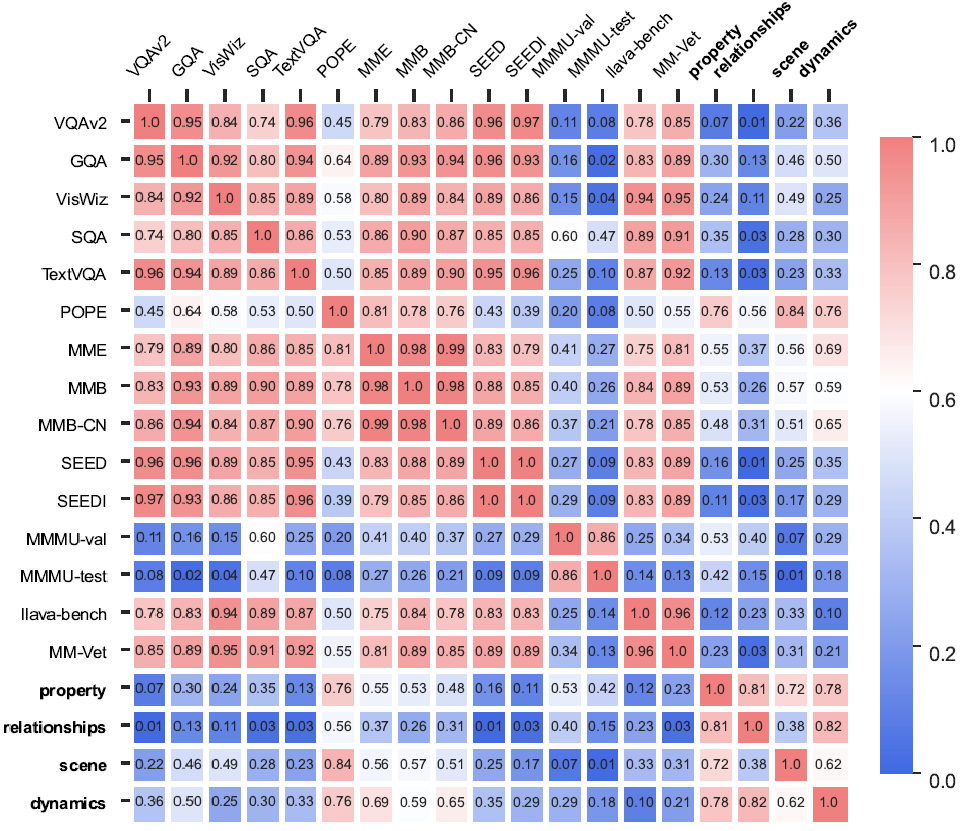 VQAv2 GQA VisWiz SQA TextVQA POPE MME MMB MMB-CN SEED SEEDI MMMU-val MMMU-test llava-bench MM-Vet property relationships scene dynamics
VQAv2 1.0 0.95 0.84 0.74 0.96 0.45 0.79 0.83 0.86 0.96 0.97 0.11 0.08 0.78 0.85 0.07 0.01 0.22 0.36
GQA 0.95 1.0 0.92 0.80 0.94 0.64 0.89 0.93 0.94 0.96 0.93 0.16 0.02 0.83 0.89 0.30 0.13 0.46 0.50
VisWiz 0.84 0.92 1.0 0.85 0.89 0.58 0.80 0.89 0.84 0.89 0.86 0.15 0.04 0.94 0.95 0.24 0.11 0.49 0.25
SQA 0.74 0.80 0.85 1.0 0.86 0.53 0.86 0.90 0.87 0.85 0.85 0.60 0.47 0.89 0.91 0.35 0.03 0.28 0.30
TextVQA 0.96 0.94 0.89 0.86 1.0 0.50 0.85 0.89 0.90 0.95 0.96 0.25 0.10 0.87 0.92 0.13 0.03 0.23 0.33
POPE 0.45 0.64 0.58 0.53 0.50 1.0 0.81 0.78 0.76 0.43 0.39 0.20 0.08 0.50 0.55 0.76 0.56 0.84 0.76
MME 0.79 0.89 0.80 0.86 0.85 0.81 1.0 0.98 0.99 0.83 0.79 0.41 0.27 0.75 0.81 0.55 0.37 0.56 0.69
MMB 0.83 0.93 0.89 0.90 0.89 0.78 0.98 1.0 0.98 0.88 0.85 0.40 0.26 0.84 0.89 0.53 0.26 0.57 0.59
MMB-CN 0.86 0.94 0.84 0.87 0.90 0.76 0.99 0.98 1.0 0.89 0.86 0.37 0.21 0.78 0.85 0.48 0.31 0.51 0.65
SEED 0.96 0.96 0.89 0.85 0.95 0.43 0.83 0.88 0.89 1.0 1.0 0.27 0.09 0.83 0.89 0.16 0.01 0.25 0.35
SEEDI 0.97 0.93 0.86 0.85 0.96 0.39 0.79 0.85 0.86 1.0 1.0 0.29 0.09 0.83 0.89 0.11 0.03 0.17 0.29
MMMU-val 0.11 0.16 0.15 0.60 0.25 0.20 0.41 0.40 0.37 0.27 0.29 1.0 0.86 0.25 0.34 0.53 0.40 0.07 0.29
MMMU-test 0.08 0.02 0.04 0.47 0.10 0.08 0.27 0.26 0.21 0.09 0.09 0.86 1.0 0.14 0.13 0.42 0.15 0.01 0.18
llava-bench 0.78 0.83 0.94 0.89 0.87 0.50 0.75 0.84 0.78 0.83 0.83 0.25 0.14 1.0 0.96 0.12 0.23 0.33 0.10
MM-Vet 0.85 0.89 0.95 0.91 0.92 0.55 0.81 0.89 0.85 0.89 0.89 0.34 0.13 0.96 1.0 0.23 0.03 0.31 0.21
property 0.07 0.30 0.24 0.35 0.13 0.76 0.55 0.53 0.48 0.16 0.11 0.53 0.42 0.12 0.23 1.0 0.81 0.72 0.78
relationships 0.01 0.13 0.11 0.03 0.03 0.56 0.37 0.26 0.31 0.01 0.03 0.40 0.15 0.23 0.03 0.81 1.0 0.38 0.82
scene 0.22 0.46 0.49 0.28 0.23 0.84 0.56 0.57 0.51 0.25 0.17 0.07 0.01 0.33 0.31 0.72 0.38 1.0 0.62
dynamics 0.36 0.50 0.25 0.30 0.33 0.76 0.69 0.59 0.65 0.35 0.29 0.29 0.18 0.10 0.21 0.78 0.82 0.62 1.0
1.0
0.8
0.6
0.4
0.2
0.0